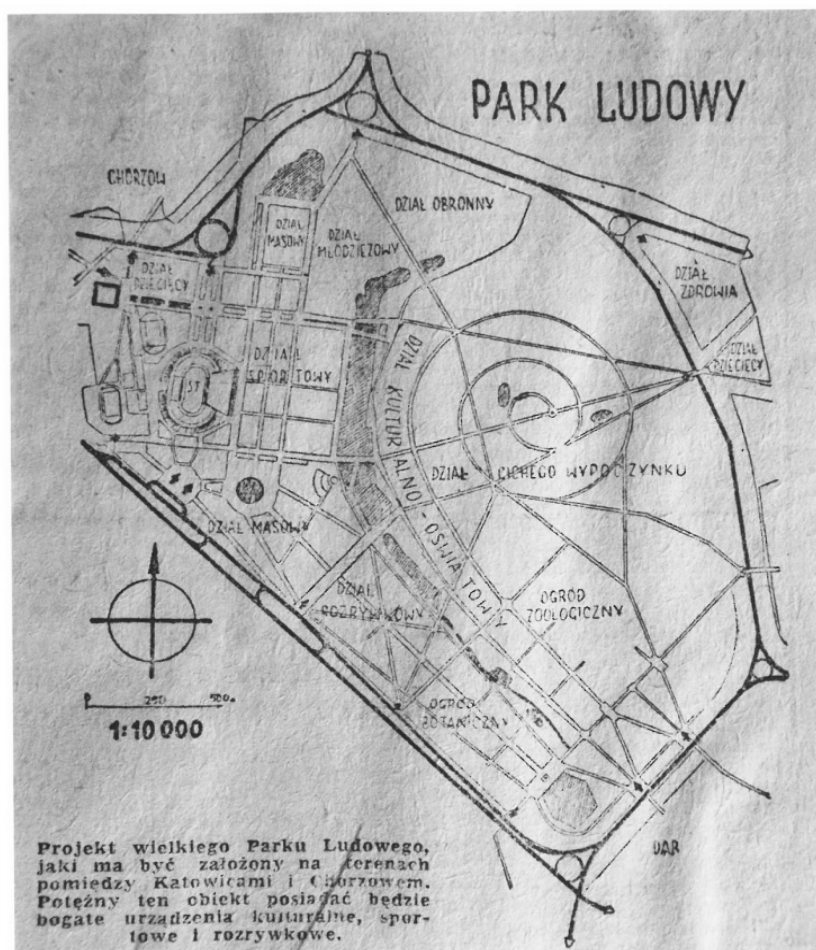 PARK LUDOWY
CHORZÓW
DZIAŁ OBRONNY
DZIAŁ
MASOWY
DZIAŁ
MŁODZIEŻOWY
DZIAŁ
DZIECIĘCY
DZIAŁ
ZDROWIA
DZIAŁ
SPORTOWY
DZIAŁ
DZIECIĘCY
ST
DZIAŁ KULTURALNO-OŚWIATOWY
DZIAŁ CICHEGO WYPOCZYNKU
DZIAŁ MASOWY
DZIAŁ
ROZRYWKOWY
OGRÓD
ZOOLOGICZNY
OGRÓD
BOTANICZNY
250 500
1:10 000
Projekt wielkiego Parku Ludowego,
jaki ma być założony na terenach
pomiędzy Katowicami i Chorzowem.
Potężny ten obiekt posiadać będzie
bogate urządzenia kulturalne, spor-
towe i rozrywkowe.